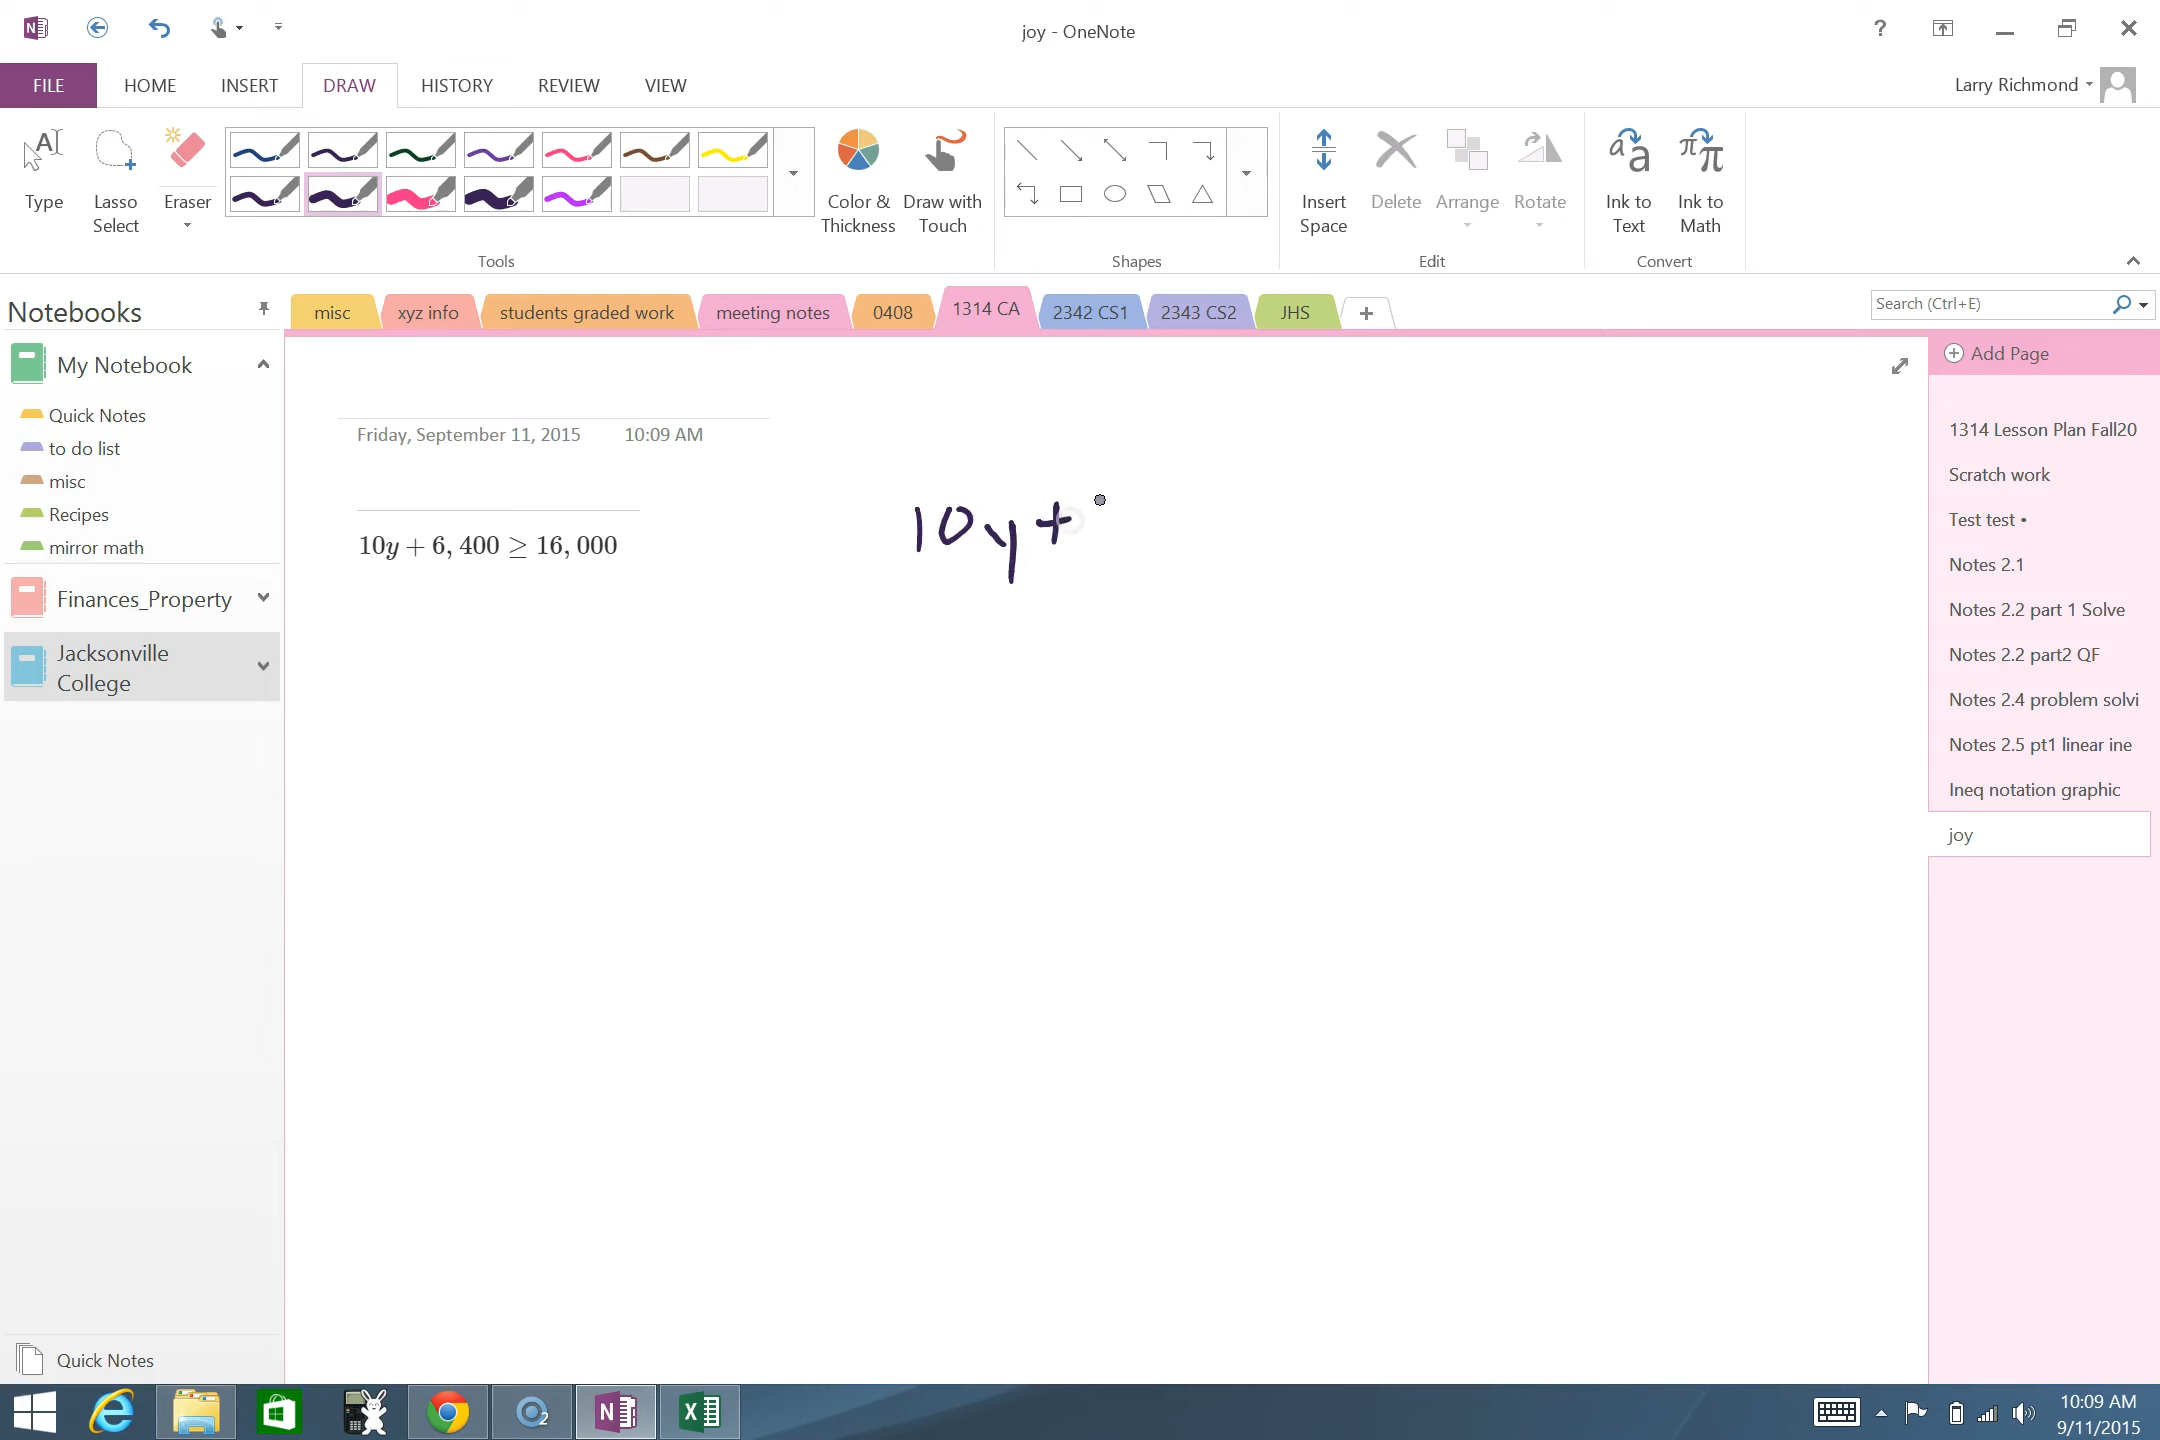 joy - OneNote
?
FILE HOME INSERT DRAW HISTORY REVIEW VIEW
Larry Richmond
Type
Lasso Select
Eraser
Color & Thickness
Draw with Touch
Insert Space
Delete
Arrange
Rotate
Ink to Text
Ink to Math
Tools
Shapes
Edit
Convert
Notebooks
misc xyz info students graded work meeting notes 0408 1314 CA 2342 CS1 2343 CS2 JHS +
Search (Ctrl+E)
My Notebook
Quick Notes
to do list
misc
Recipes
mirror math
Finances_Property
Jacksonville
College
Quick Notes
Friday, September 11, 2015 10:09 AM
10y + 6, 400 ≥ 16, 000
10y+
Add Page
1314 Lesson Plan Fall20
Scratch work
Test test •
Notes 2.1
Notes 2.2 part 1 Solve
Notes 2.2 part2 QF
Notes 2.4 problem solvi
Notes 2.5 pt1 linear ine
Ineq notation graphic
joy
10:09 AM
9/11/2015